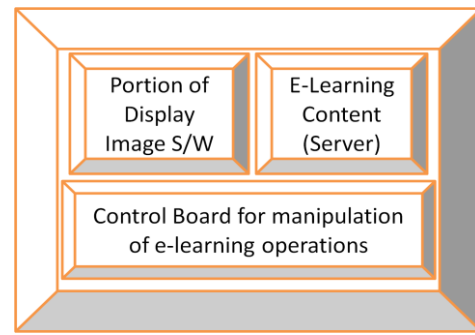 Portion of
Display
Image S/W
E-Learning
Content
(Server)
Control Board for manipulation
of e-learning operations